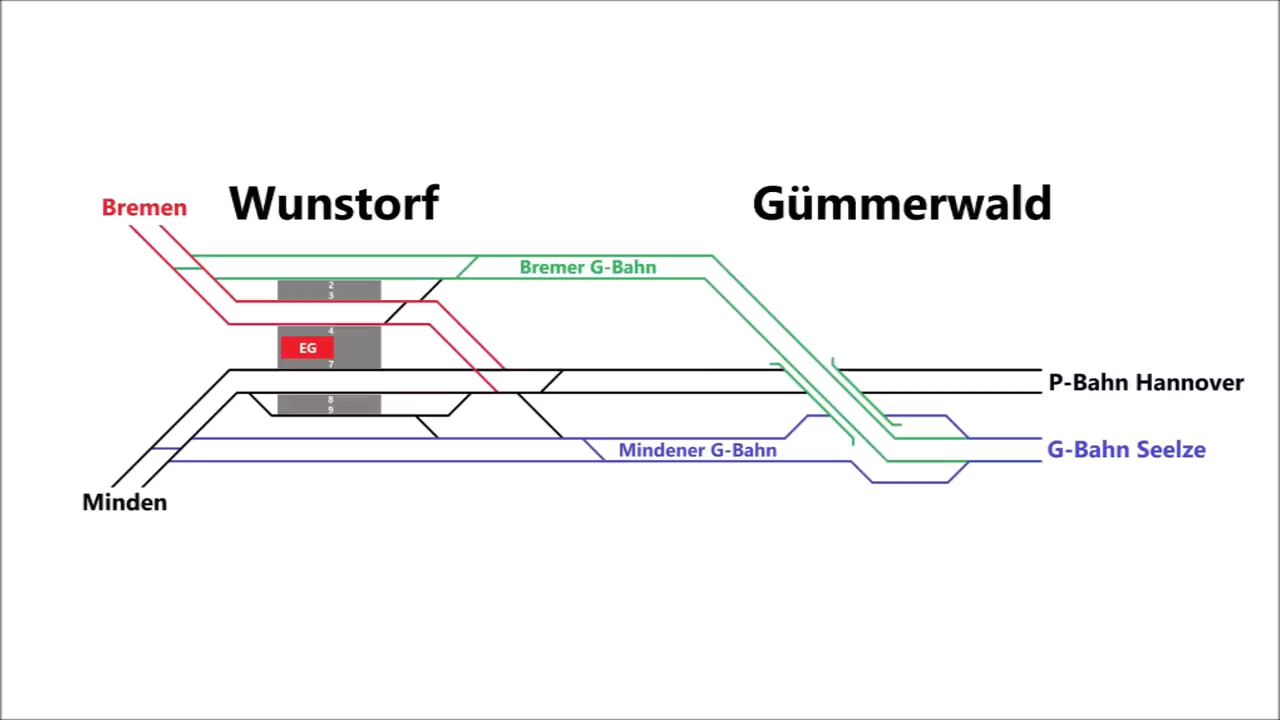 Wunstorf
Gümmerwald
Bremen
Bremer G-Bahn
2
3
4
EG
7
P-Bahn Hannover
8
9
Mindener G-Bahn
G-Bahn Seelze
Minden